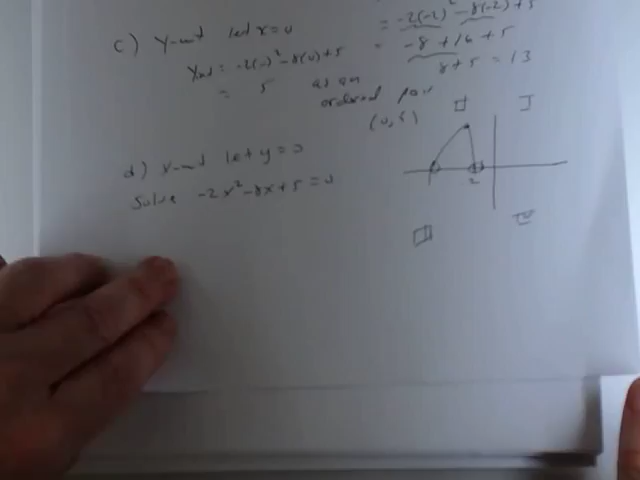 = -2(-2)² - 8(-2) + 5
c) Y-int let x=0
= -8 + 16 + 5
Yint = -2( )² - 8(0) + 5
8 + 5 = 13
= 5 as an
ordered pair
(0, 5)
II I
d) x-int let y = 0
Solve -2x² - 8x + 5 = 0
-2
III IV